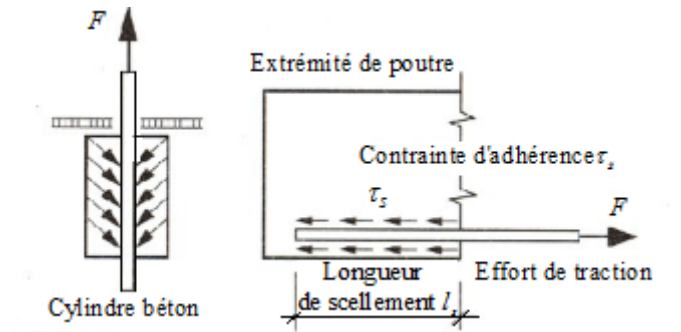 F
Extrémité de poutre
Contrainte d'adhérence τs
τs
F
Longueur
de scellement ls
Effort de traction
Cylindre béton